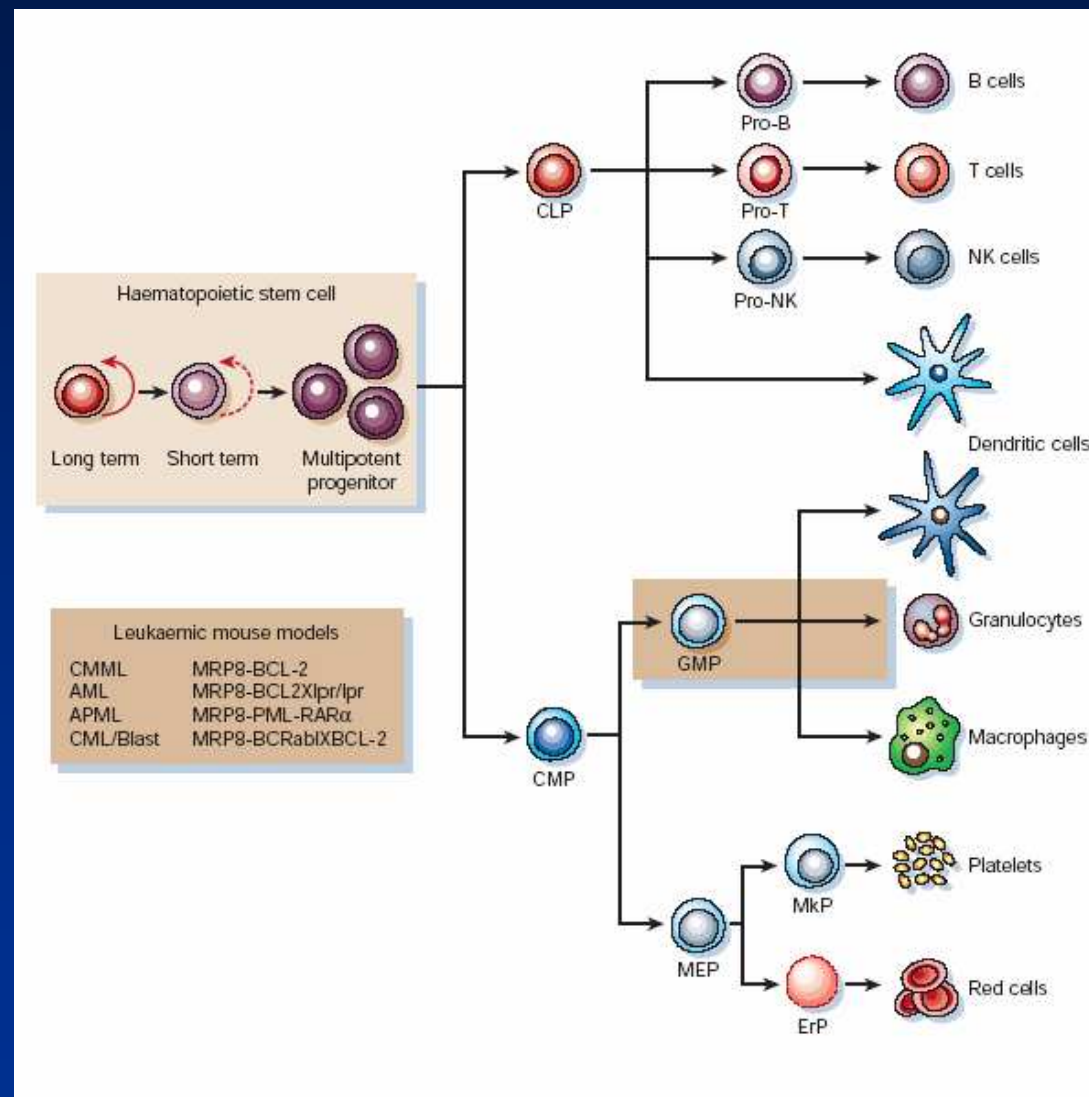 B cells
Pro-B
T cells
CLP
Pro-T
NK cells
Pro-NK
Haematopoietic stem cell
Long term
Short term
Multipotent
progenitor
Dendritic cells
Leukaemic mouse models
CMML MRP8-BCL-2
AML MRP8-BCL2Xlpr/lpr
APML MRP8-PML-RARα
CML/Blast MRP8-BCRablXBCL-2
GMP
Granulocytes
CMP
Macrophages
MkP
Platelets
MEP
ErP
Red cells